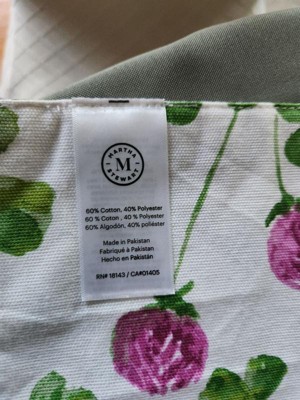 MARTHA
M
STEWART
60% Cotton, 40% Polyester
60 % Coton , 40 % Polyester
60% Algodón, 40% poliéster
Made in Pakistan
Fabriqué à Pakistan
Hecho en Pakistán
RN# 18143 / CA#01405